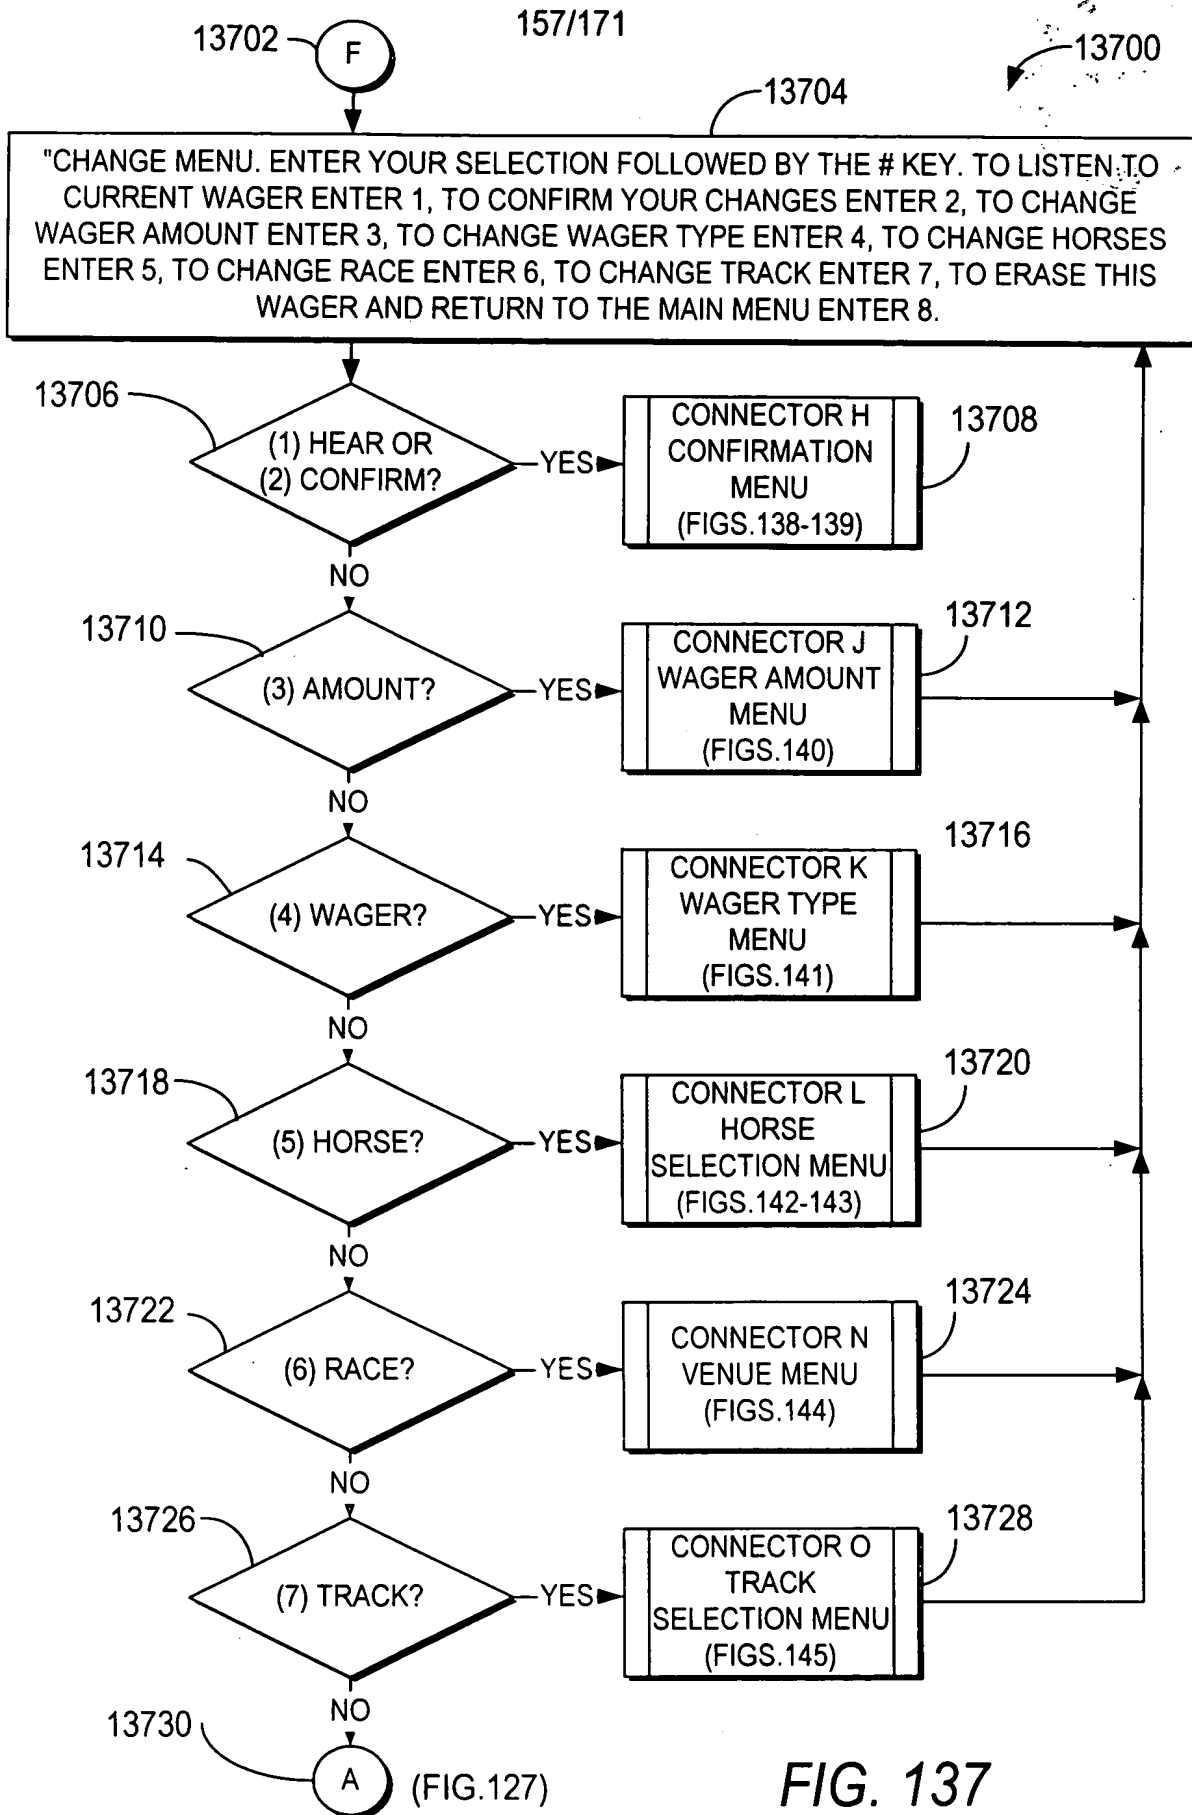 157/171
13702
F
13700
13704
"CHANGE MENU. ENTER YOUR SELECTION FOLLOWED BY THE # KEY. TO LISTEN TO
CURRENT WAGER ENTER 1, TO CONFIRM YOUR CHANGES ENTER 2, TO CHANGE
WAGER AMOUNT ENTER 3, TO CHANGE WAGER TYPE ENTER 4, TO CHANGE HORSES
ENTER 5, TO CHANGE RACE ENTER 6, TO CHANGE TRACK ENTER 7, TO ERASE THIS
WAGER AND RETURN TO THE MAIN MENU ENTER 8.
13706
(1) HEAR OR
(2) CONFIRM?
YES
CONNECTOR H
CONFIRMATION
MENU
(FIGS.138-139)
13708
NO
13710
(3) AMOUNT?
YES
CONNECTOR J
WAGER AMOUNT
MENU
(FIGS.140)
13712
NO
13714
(4) WAGER?
YES
CONNECTOR K
WAGER TYPE
MENU
(FIGS.141)
13716
NO
13718
(5) HORSE?
YES
CONNECTOR L
HORSE
SELECTION MENU
(FIGS.142-143)
13720
NO
13722
(6) RACE?
YES
CONNECTOR N
VENUE MENU
(FIGS.144)
13724
NO
13726
(7) TRACK?
YES
CONNECTOR O
TRACK
SELECTION MENU
(FIGS.145)
13728
NO
13730
A
(FIG.127)
FIG. 137